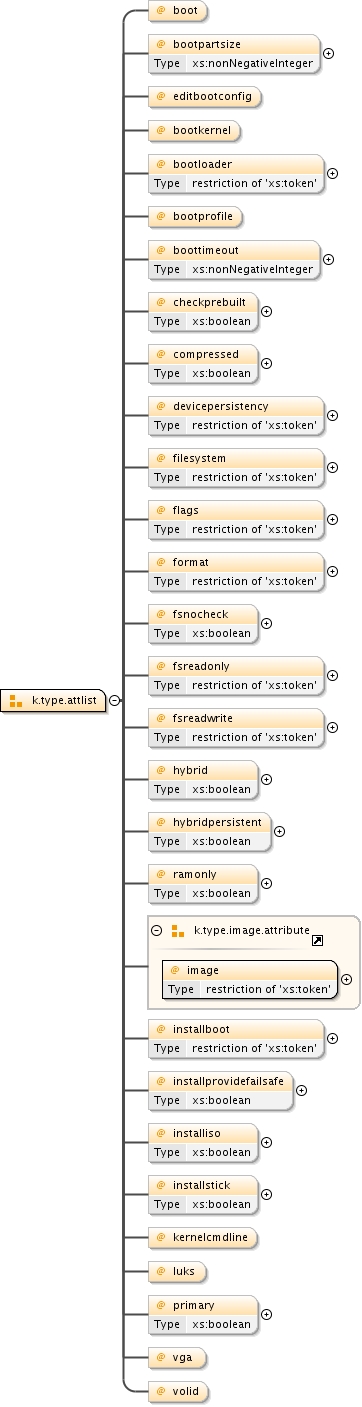 boot
bootpartsize
Type xs:nonNegativeInteger
editbootconfig
bootkernel
bootloader
Type restriction of 'xs:token'
bootprofile
boottimeout
Type xs:nonNegativeInteger
checkprebuilt
Type xs:boolean
compressed
Type xs:boolean
devicepersistency
Type restriction of 'xs:token'
filesystem
Type restriction of 'xs:token'
flags
Type restriction of 'xs:token'
format
Type restriction of 'xs:token'
fsnocheck
Type xs:boolean
fsreadonly
Type restriction of 'xs:token'
k.type.attlist
fsreadwrite
Type restriction of 'xs:token'
hybrid
Type xs:boolean
hybridpersistent
Type xs:boolean
ramonly
Type xs:boolean
k.type.image.attribute
image
Type restriction of 'xs:token'
installboot
Type restriction of 'xs:token'
installprovidefailsafe
Type xs:boolean
installiso
Type xs:boolean
installstick
Type xs:boolean
kernelcmdline
luks
primary
Type xs:boolean
vga
volid